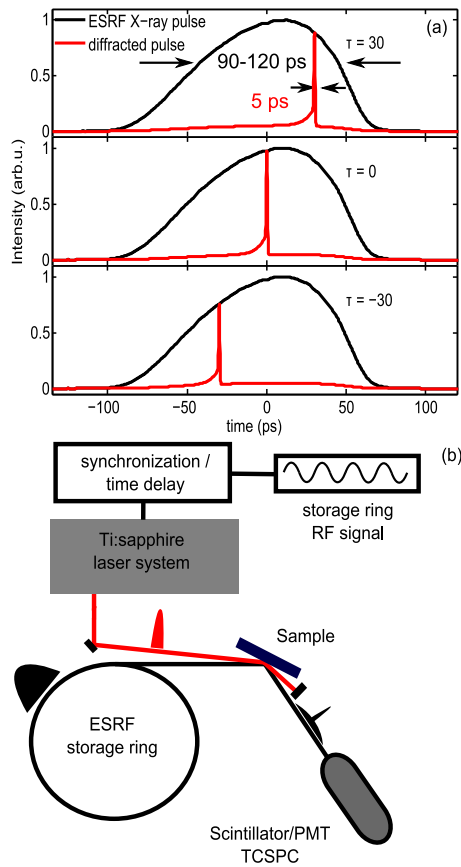 ESRF X-ray pulse
diffracted pulse
(a)
τ = 30
90-120 ps
5 ps
1
0.5
0
τ = 0
1
0.5
0
τ = −30
1
0.5
0
Intensity (arb.u.)
−100 −50 0 50 100
time (ps)
(b)
synchronization /
time delay
storage ring
RF signal
Ti:sapphire
laser system
Sample
ESRF
storage ring
Scintillator/PMT
TCSPC